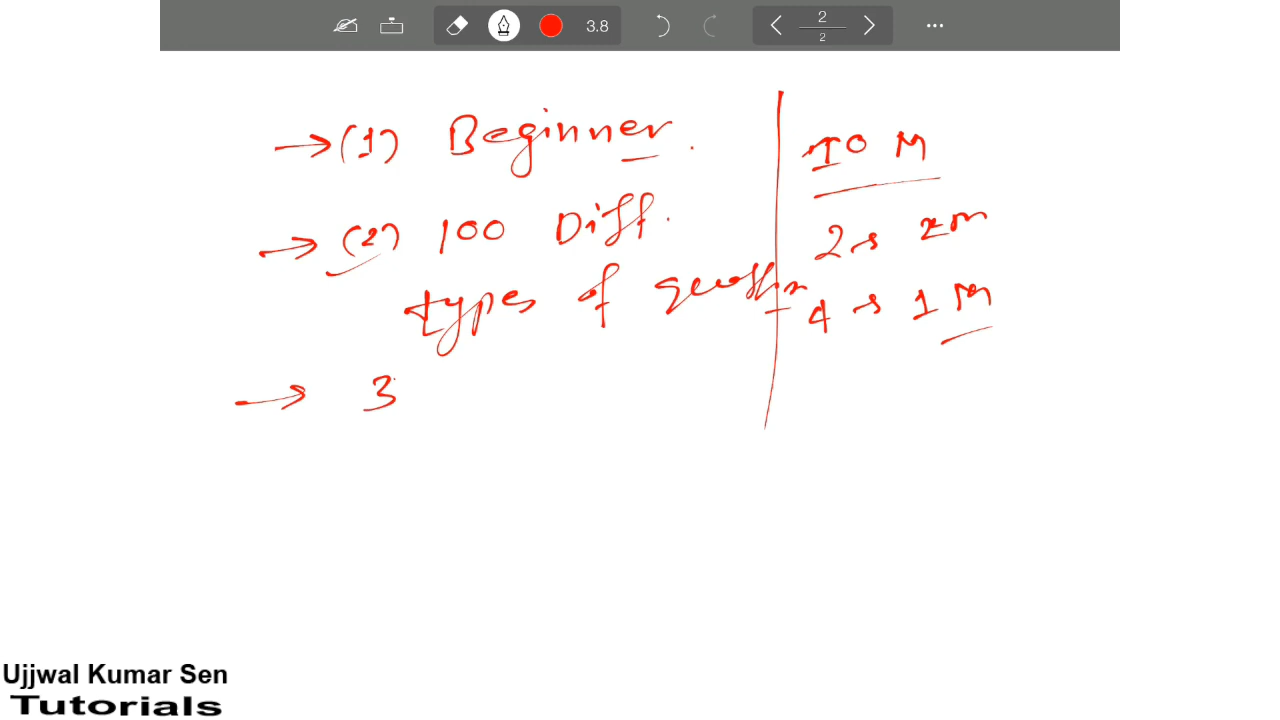 3.8
2
2
→ (1) Beginner.
→ (2) 100 Diff.
types of
→ 3
10 M
2 s 2M
4 s 1 M
Ujjwal Kumar Sen
Tutorials